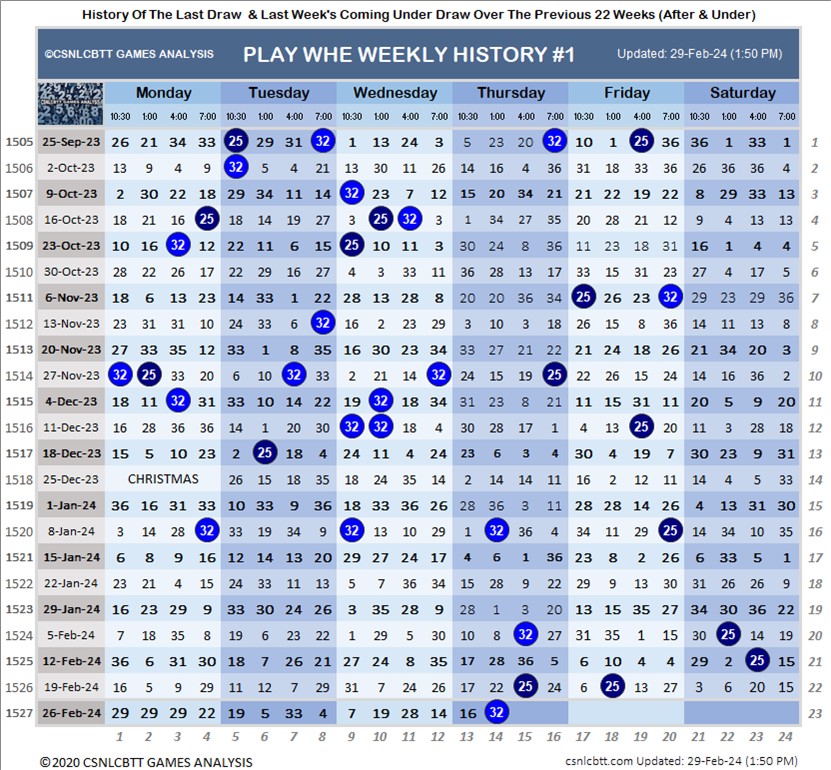 History Of The Last Draw & Last Week's Coming Under Draw Over The Previous 22 Weeks (After & Under)
©CSNLCBTT GAMES ANALYSIS PLAY WHE WEEKLY HISTORY #1 Updated: 29-Feb-24 (1:50 PM)
Monday Tuesday Wednesday Thursday Friday Saturday
10:30 1:00 4:00 7:00 10:30 1:00 4:00 7:00 10:30 1:00 4:00 7:00 10:30 1:00 4:00 7:00 10:30 1:00 4:00 7:00 10:30 1:00 4:00 7:00
1505 25-Sep-23 26 21 34 33 25 29 31 32 1 13 24 3 5 23 20 32 10 1 25 36 36 1 33 1 1
1506 2-Oct-23 13 9 4 9 32 5 4 21 13 30 11 26 14 16 4 36 31 18 33 36 26 36 36 4 2
1507 9-Oct-23 2 30 22 18 29 34 11 14 32 23 7 12 15 20 34 21 21 22 19 22 8 29 33 13 3
1508 16-Oct-23 18 21 16 25 18 14 19 27 3 25 32 3 1 34 27 35 20 28 21 12 9 4 13 13 4
1509 23-Oct-23 10 16 32 12 22 11 6 15 25 10 11 3 30 24 8 36 11 23 18 31 16 1 4 4 5
1510 30-Oct-23 28 22 26 17 22 29 16 27 4 3 33 11 36 28 13 17 33 15 31 23 27 4 17 5 6
1511 6-Nov-23 18 6 13 23 14 33 1 22 28 13 28 8 20 20 36 34 25 26 23 32 29 23 29 36 7
1512 13-Nov-23 23 31 31 10 24 33 6 32 16 2 23 29 3 10 3 18 26 15 8 36 14 11 5 8 8
1513 20-Nov-23 27 33 35 12 33 1 8 35 16 30 23 34 33 27 21 22 21 24 18 26 21 34 20 3 9
1514 27-Nov-23 32 25 33 20 6 10 32 33 2 21 14 32 24 15 19 25 22 26 15 24 14 16 36 2 10
1515 4-Dec-23 15 11 32 31 33 10 14 22 19 32 18 34 31 23 8 21 11 15 31 11 20 5 9 20 11
1516 11-Dec-23 16 28 36 36 14 1 20 30 32 32 18 4 30 28 17 1 4 13 25 20 11 3 28 18 12
1517 18-Dec-23 15 5 10 33 2 25 18 4 24 11 4 24 23 6 3 4 30 4 19 7 30 23 9 31 13
1518 25-Dec-23 CHRISTMAS 26 15 18 35 18 24 35 14 2 14 14 11 16 2 12 11 14 4 5 33 14
1519 1-Jan-24 36 16 31 33 10 33 9 36 18 33 36 26 28 36 3 11 28 28 14 26 4 13 31 30 15
1520 8-Jan-24 3 14 28 32 33 19 34 9 32 13 10 29 1 32 36 4 34 11 29 25 14 34 10 35 16
1521 15-Jan-24 6 8 9 16 12 14 13 20 29 27 24 17 4 6 1 36 23 8 2 26 6 33 5 1 17
1522 22-Jan-24 23 21 4 15 24 33 11 13 5 7 36 34 15 28 9 22 29 9 13 30 31 26 26 9 18
1523 29-Jan-24 16 23 29 9 33 30 24 26 3 35 28 9 28 1 3 20 13 15 35 27 34 30 36 22 19
1524 5-Feb-24 7 18 35 8 19 6 23 22 1 29 5 30 10 8 32 27 31 35 1 15 30 22 14 19 20
1525 12-Feb-24 36 6 31 30 18 7 26 21 27 24 8 35 17 28 36 5 6 10 4 4 29 2 23 15 21
1526 19-Feb-24 16 5 9 29 11 12 7 29 31 7 24 26 17 22 25 24 6 18 13 27 3 6 20 15 22
1527 26-Feb-24 29 29 29 22 19 5 33 4 7 19 28 14 16 32 23
1 2 3 4 5 6 7 8 9 10 11 12 13 14 15 16 17 18 19 20 21 22 23 24
©2020 CSNLCBTT GAMES ANALYSIS csnlcbtt.com Updated: 29-Feb-24 (1:50 PM)